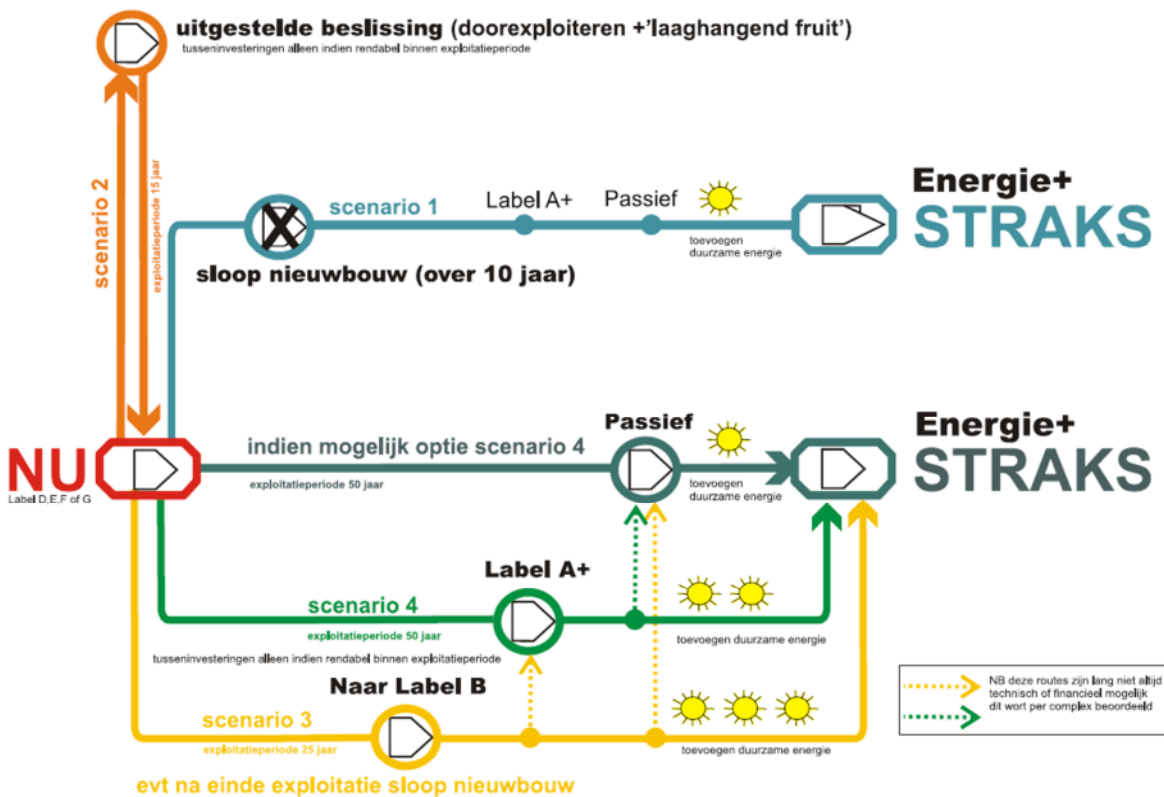 uitgestelde beslissing (doorexploiteren +'laaghangend fruit')
tusseninvesteringen alleen indien rendabel binnen exploitatieperiode
scenario 2
exploitatieperiode 15 jaar
scenario 1
Label A+
Passief
toevoegen
duurzame energie
Energie+
STRAKS
sloop nieuwbouw (over 10 jaar)
NU
Label D,E,F of G
indien mogelijk optie scenario 4
exploitatieperiode 50 jaar
Passief
toevoegen
duurzame energie
Energie+
STRAKS
Label A+
scenario 4
exploitatieperiode 50 jaar
toevoegen duurzame energie
tusseninvesteringen alleen indien rendabel binnen exploitatieperiode
Naar Label B
scenario 3
exploitatieperiode 25 jaar
toevoegen duurzame energie
evt na einde exploitatie sloop nieuwbouw
NB deze routes zijn lang niet altijd
technisch of financieel mogelijk
dit wort per complex beoordeeld